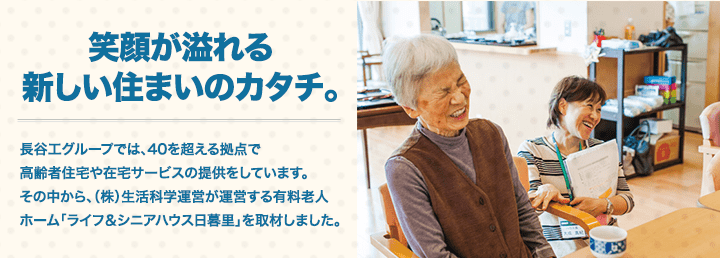 笑顔が溢れる
新しい住まいのカタチ。
長谷工グループでは、40を超える拠点で
高齢者住宅や在宅サービスの提供をしています。
その中から、（株）生活科学運営が運営する有料老人
ホーム「ライフ&シニアハウス日暮里」を取材しました。